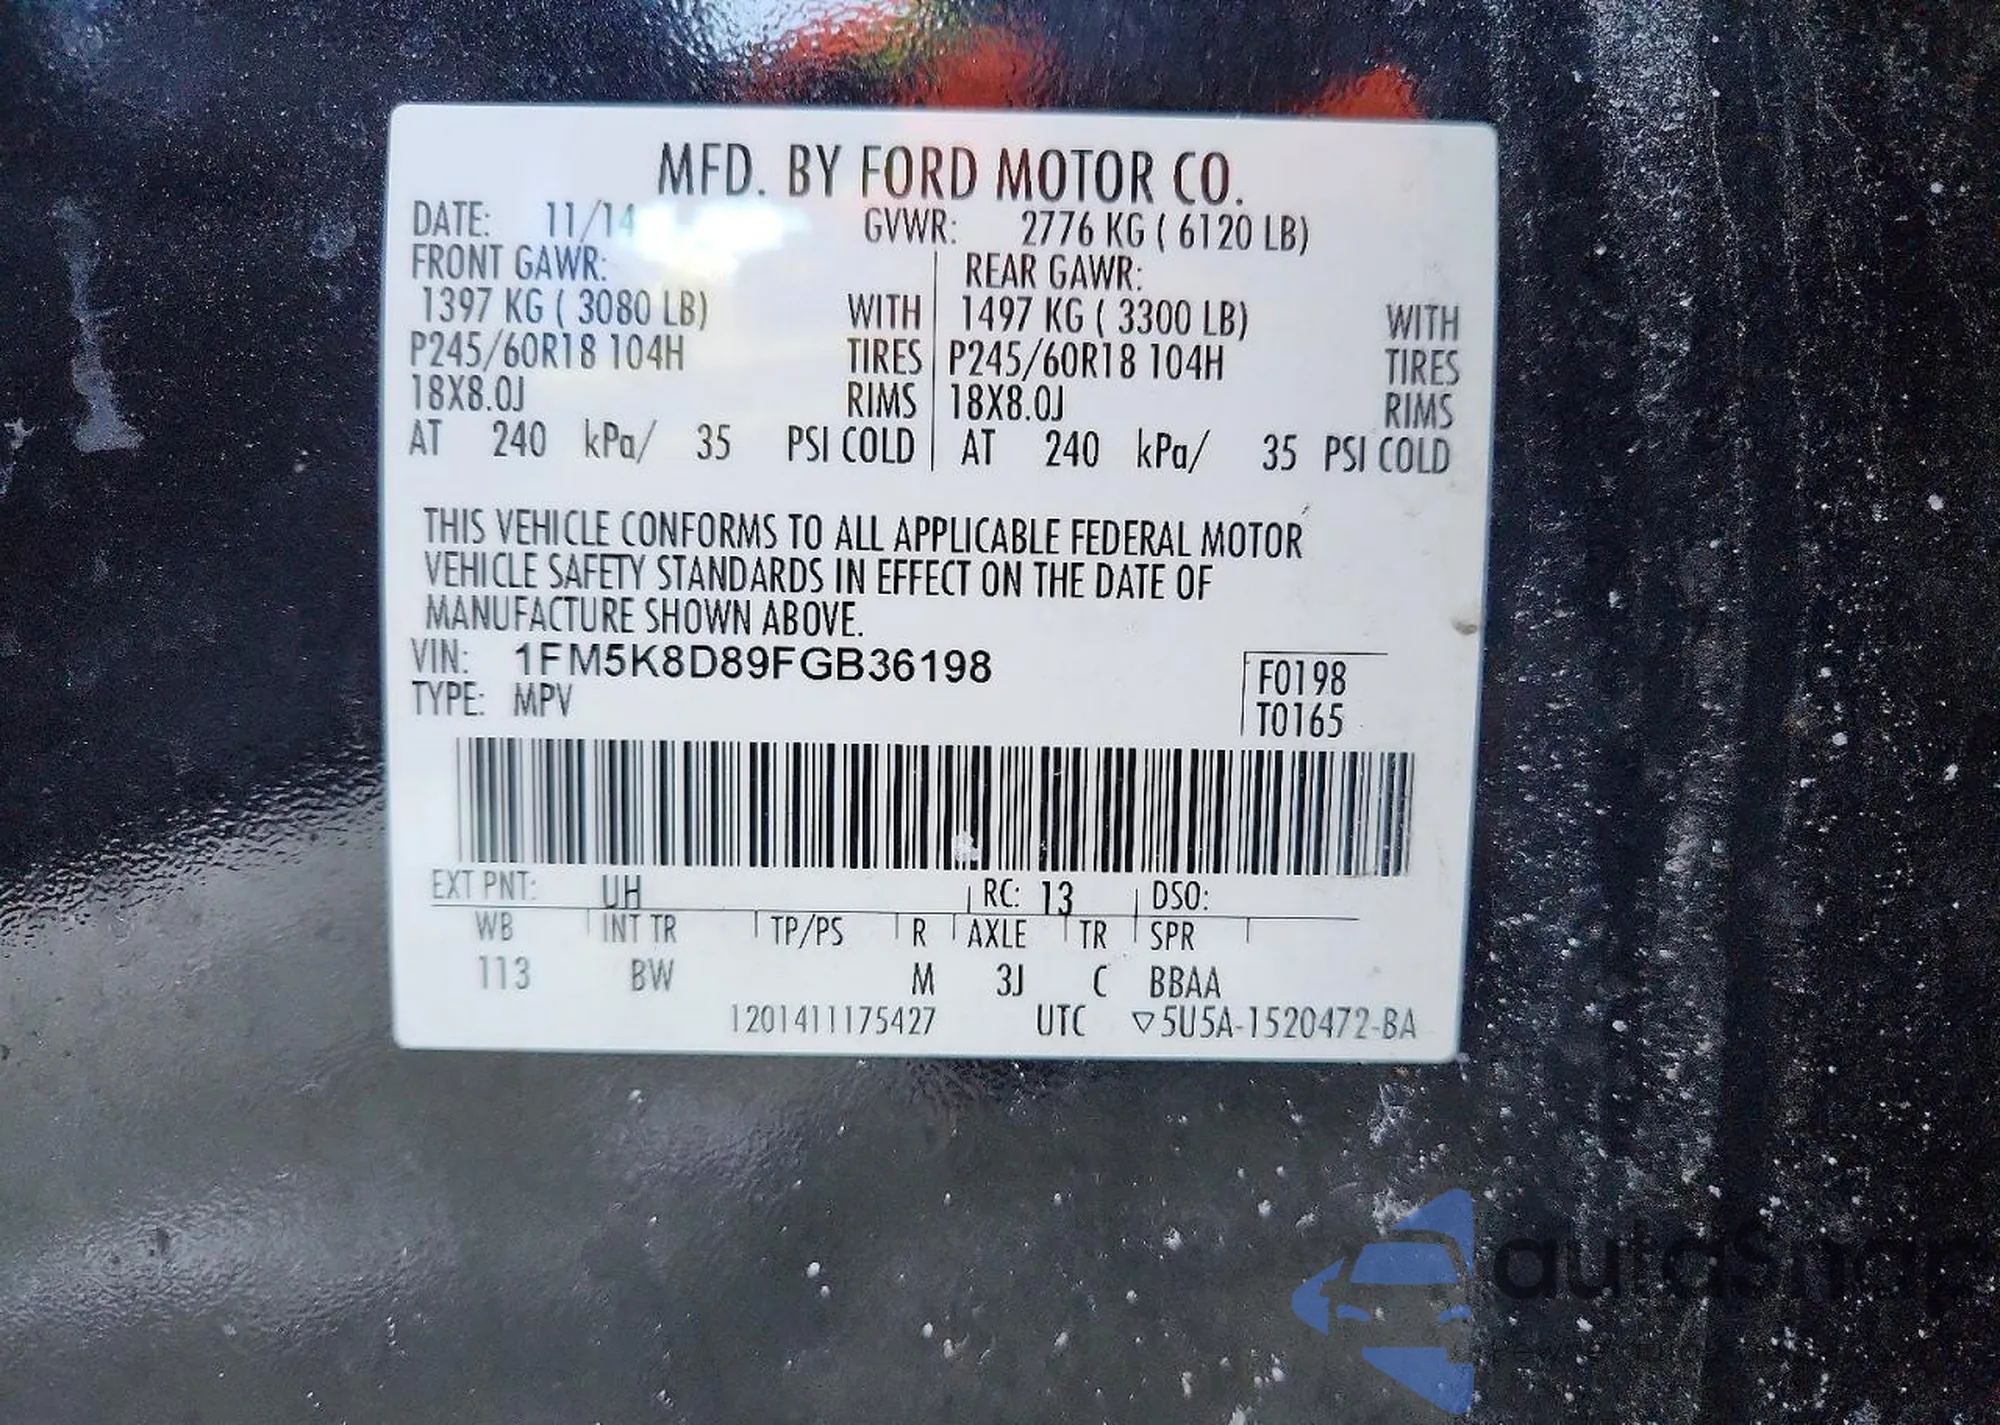 MFD. BY FORD MOTOR CO.
DATE: 11/14 GVWR: 2776 KG ( 6120 LB)
FRONT GAWR: REAR GAWR:
1397 KG ( 3080 LB) WITH 1497 KG ( 3300 LB) WITH
P245/60R18 104H TIRES P245/60R18 104H TIRES
18X8.0J RIMS 18X8.0J RIMS
AT 240 kPa/ 35 PSI COLD AT 240 kPa/ 35 PSI COLD
THIS VEHICLE CONFORMS TO ALL APPLICABLE FEDERAL MOTOR
VEHICLE SAFETY STANDARDS IN EFFECT ON THE DATE OF
MANUFACTURE SHOWN ABOVE.
VIN: 1FM5K8D89FGB36198 F0198
TYPE: MPV T0165
EXT PNT: UH RC: 13 DSO:
WB INT TR TP/PS R AXLE TR SPR
113 BW M 3J C BBAA
1201411175427 UTC ▽5U5A-1520472-BA
autaSnap